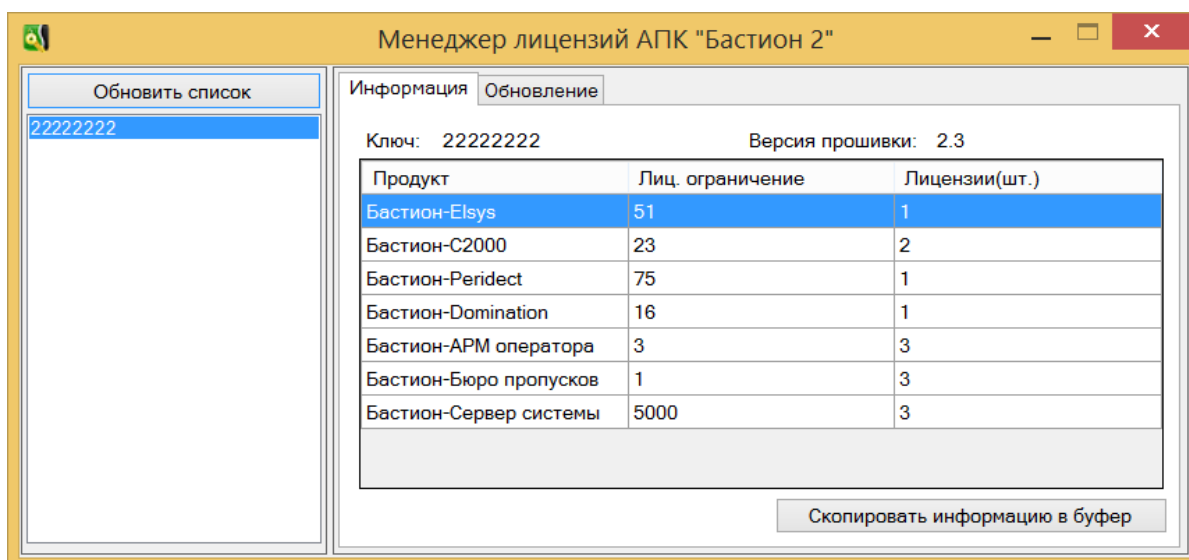 Менеджер лицензий АПК "Бастион 2"
Обновить список
22222222
Информация Обновление
Ключ: 22222222 Версия прошивки: 2.3
Продукт Лиц. ограничение Лицензии(шт.)
Бастион-Elsys 51 1
Бастион-С2000 23 2
Бастион-Peridect 75 1
Бастион-Domination 16 1
Бастион-АРМ оператора 3 3
Бастион-Бюро пропусков 1 3
Бастион-Сервер системы 5000 3
Скопировать информацию в буфер